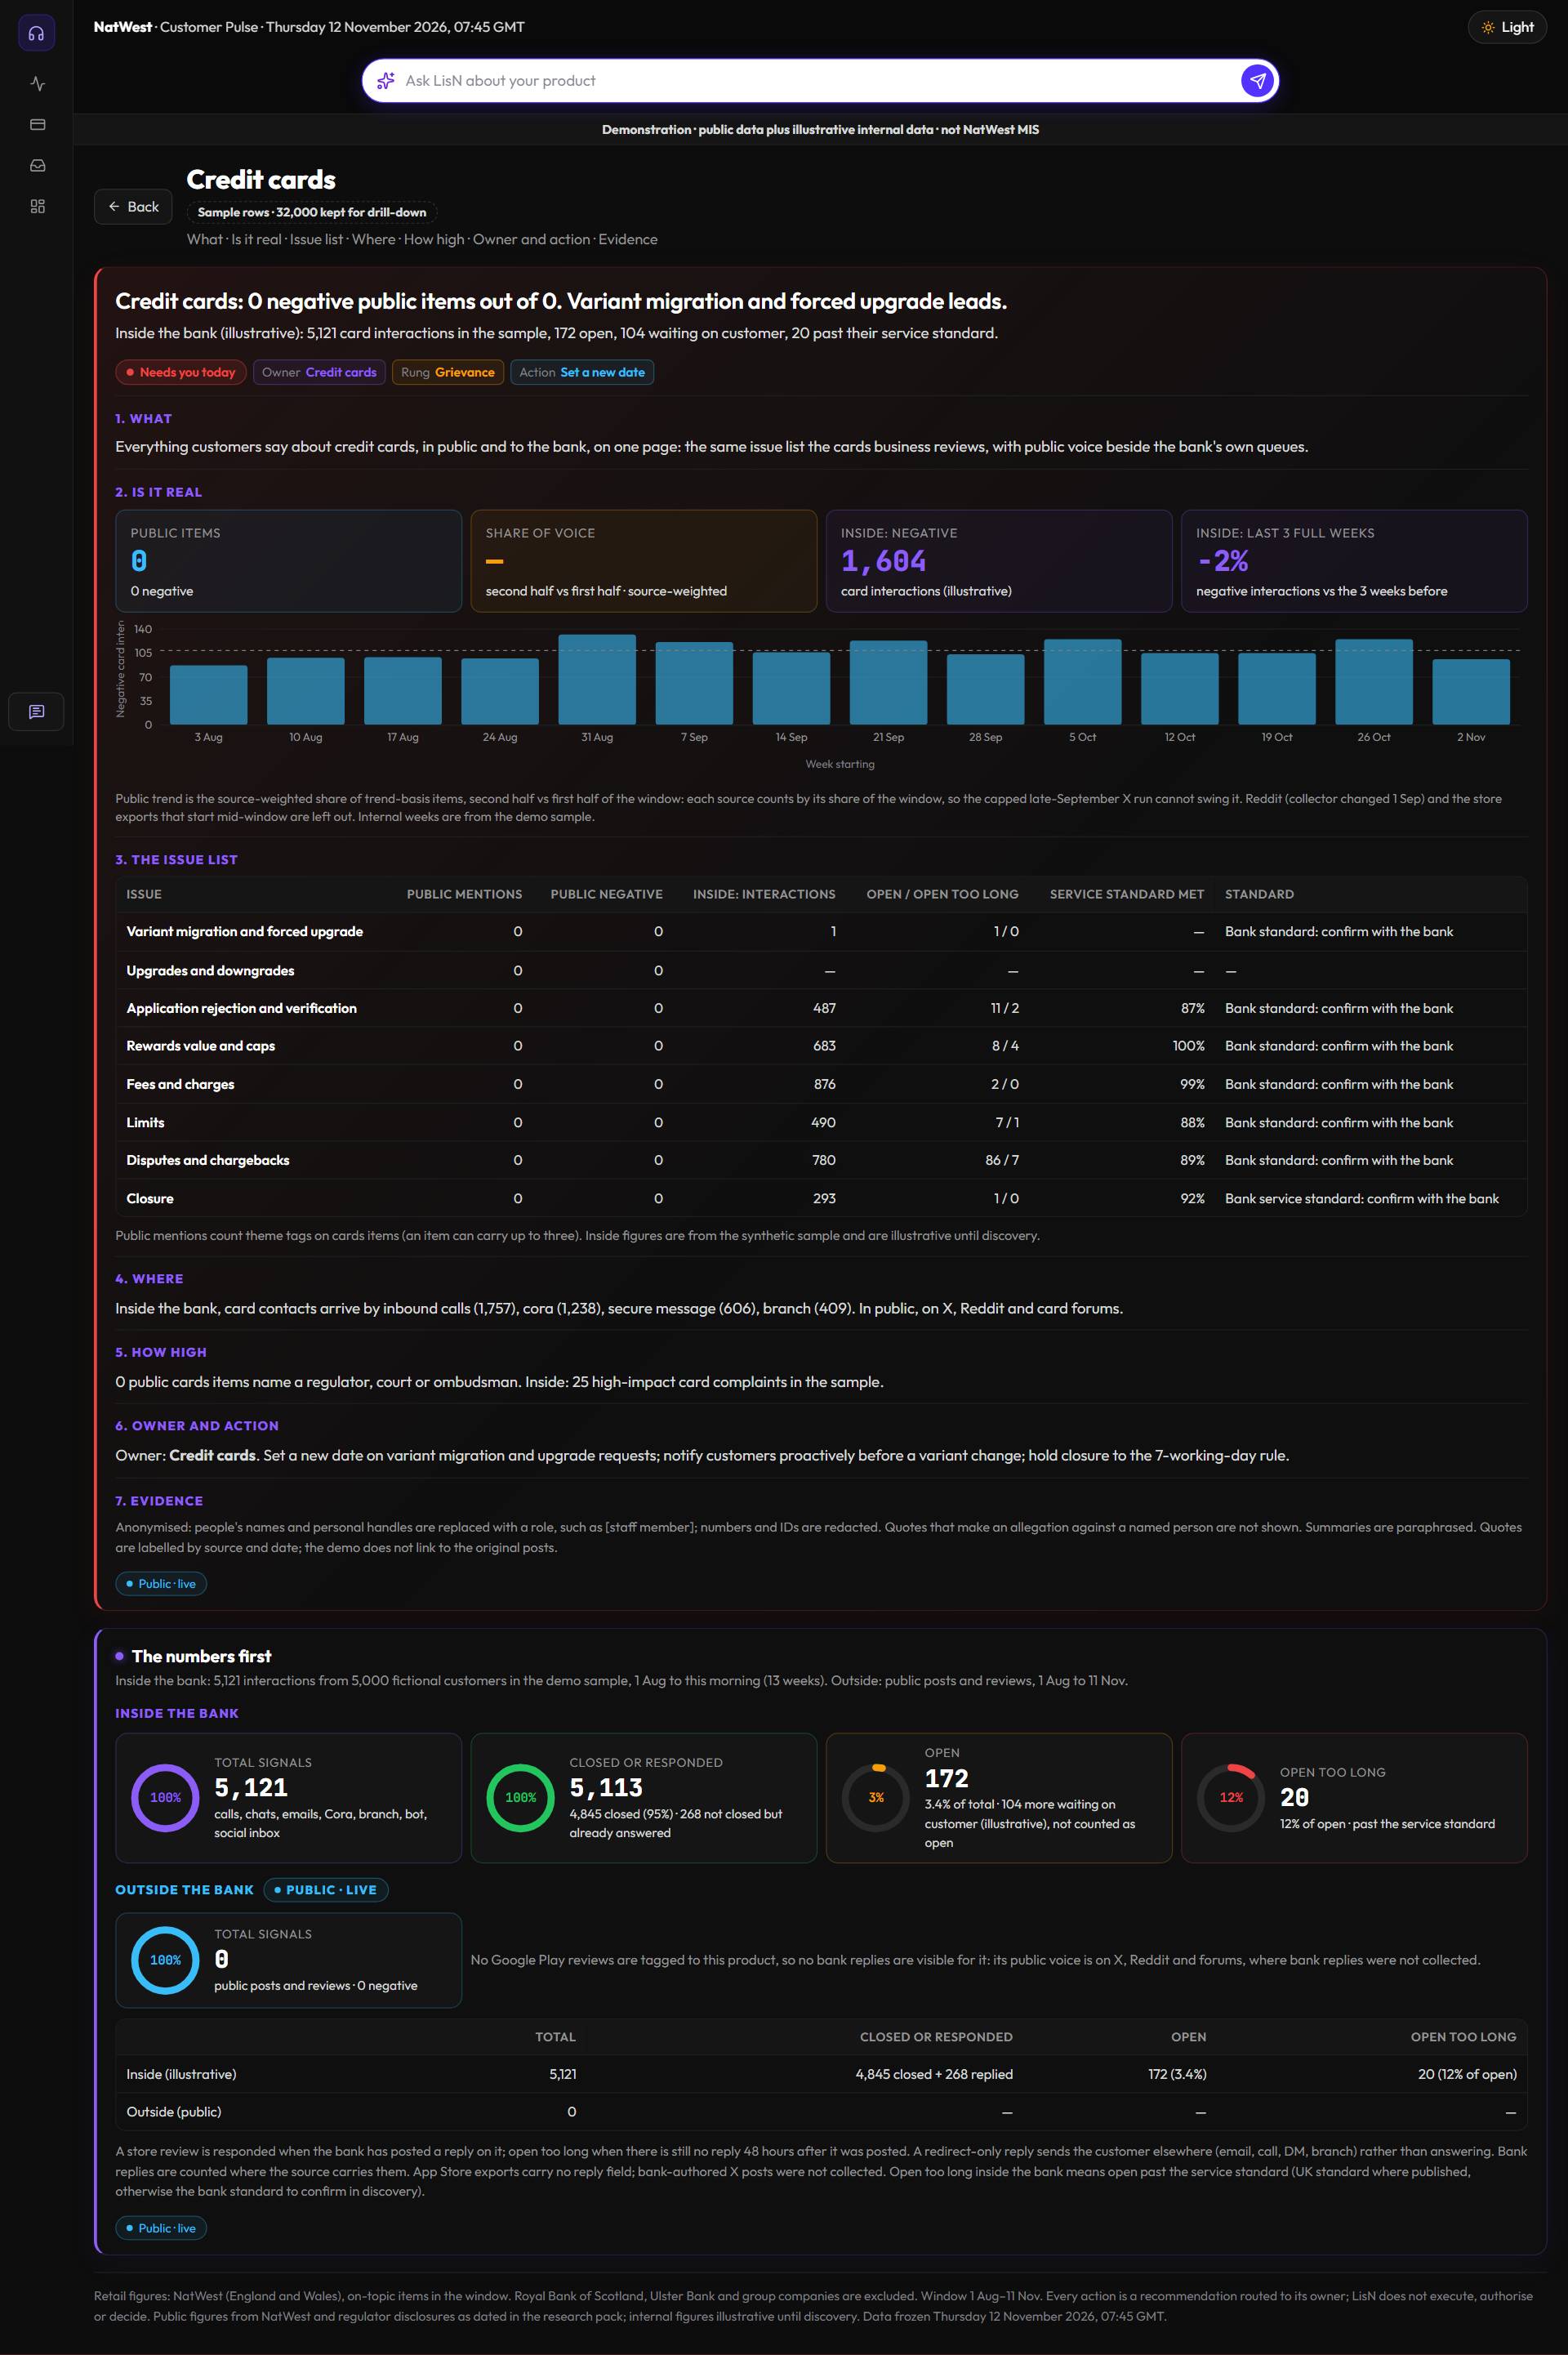 NatWest · Customer Pulse · Thursday 12 November 2026, 07:45 GMT
Light
Ask LisN about your product
Demonstration · public data plus illustrative internal data · not NatWest MIS
Back
Credit cards
Sample rows · 32,000 kept for drill-down
What · Is it real · Issue list · Where · How high · Owner and action · Evidence
Credit cards: 0 negative public items out of 0. Variant migration and forced upgrade leads.
Inside the bank (illustrative): 5,121 card interactions in the sample, 172 open, 104 waiting on customer, 20 past their service standard.
Needs you today
Owner Credit cards
Rung Grievance
Action Set a new date
1. WHAT
Everything customers say about credit cards, in public and to the bank, on one page: the same issue list the cards business reviews, with public voice beside the bank's own queues.
2. IS IT REAL
PUBLIC ITEMS
0
0 negative
SHARE OF VOICE
—
second half vs first half · source-weighted
INSIDE: NEGATIVE
1,604
card interactions (illustrative)
INSIDE: LAST 3 FULL WEEKS
-2%
negative interactions vs the 3 weeks before
Negative card inter
140
105
70
35
0
3 Aug 10 Aug 17 Aug 24 Aug 31 Aug 7 Sep 14 Sep 21 Sep 28 Sep 5 Oct 12 Oct 19 Oct 26 Oct 2 Nov
Week starting
Public trend is the source-weighted share of trend-basis items, second half vs first half of the window: each source counts by its share of the window, so the capped late-September X run cannot swing it. Reddit (collector changed 1 Sep) and the store
exports that start mid-window are left out. Internal weeks are from the demo sample.
3. THE ISSUE LIST
ISSUE PUBLIC MENTIONS PUBLIC NEGATIVE INSIDE: INTERACTIONS OPEN / OPEN TOO LONG SERVICE STANDARD MET STANDARD
Variant migration and forced upgrade 0 0 1 1 / 0 — Bank standard: confirm with the bank
Upgrades and downgrades 0 0 — — — —
Application rejection and verification 0 0 487 11 / 2 87% Bank standard: confirm with the bank
Rewards value and caps 0 0 683 8 / 4 100% Bank standard: confirm with the bank
Fees and charges 0 0 876 2 / 0 99% Bank standard: confirm with the bank
Limits 0 0 490 7 / 1 88% Bank standard: confirm with the bank
Disputes and chargebacks 0 0 780 86 / 7 89% Bank standard: confirm with the bank
Closure 0 0 293 1 / 0 92% Bank service standard: confirm with the bank
Public mentions count theme tags on cards items (an item can carry up to three). Inside figures are from the synthetic sample and are illustrative until discovery.
4. WHERE
Inside the bank, card contacts arrive by inbound calls (1,757), cora (1,238), secure message (606), branch (409). In public, on X, Reddit and card forums.
5. HOW HIGH
0 public cards items name a regulator, court or ombudsman. Inside: 25 high-impact card complaints in the sample.
6. OWNER AND ACTION
Owner: Credit cards. Set a new date on variant migration and upgrade requests; notify customers proactively before a variant change; hold closure to the 7-working-day rule.
7. EVIDENCE
Anonymised: people's names and personal handles are replaced with a role, such as [staff member]; numbers and IDs are redacted. Quotes that make an allegation against a named person are not shown. Summaries are paraphrased. Quotes
are labelled by source and date; the demo does not link to the original posts.
Public · live
The numbers first
Inside the bank: 5,121 interactions from 5,000 fictional customers in the demo sample, 1 Aug to this morning (13 weeks). Outside: public posts and reviews, 1 Aug to 11 Nov.
INSIDE THE BANK
100%
TOTAL SIGNALS
5,121
calls, chats, emails, Cora, branch, bot,
social inbox
100%
CLOSED OR RESPONDED
5,113
4,845 closed (95%) · 268 not closed but
already answered
3%
OPEN
172
3.4% of total · 104 more waiting on
customer (illustrative), not counted as
open
12%
OPEN TOO LONG
20
12% of open · past the service standard
OUTSIDE THE BANK
PUBLIC · LIVE
100%
TOTAL SIGNALS
0
public posts and reviews · 0 negative
No Google Play reviews are tagged to this product, so no bank replies are visible for it: its public voice is on X, Reddit and forums, where bank replies were not collected.
TOTAL CLOSED OR RESPONDED OPEN OPEN TOO LONG
Inside (illustrative) 5,121 4,845 closed + 268 replied 172 (3.4%) 20 (12% of open)
Outside (public) 0 — — —
A store review is responded when the bank has posted a reply on it; open too long when there is still no reply 48 hours after it was posted. A redirect-only reply sends the customer elsewhere (email, call, DM, branch) rather than answering. Bank
replies are counted where the source carries them. App Store exports carry no reply field; bank-authored X posts were not collected. Open too long inside the bank means open past the service standard (UK standard where published,
otherwise the bank standard to confirm in discovery).
Public · live
Retail figures: NatWest (England and Wales), on-topic items in the window. Royal Bank of Scotland, Ulster Bank and group companies are excluded. Window 1 Aug–11 Nov. Every action is a recommendation routed to its owner; LisN does not execute, authorise
or decide. Public figures from NatWest and regulator disclosures as dated in the research pack; internal figures illustrative until discovery. Data frozen Thursday 12 November 2026, 07:45 GMT.